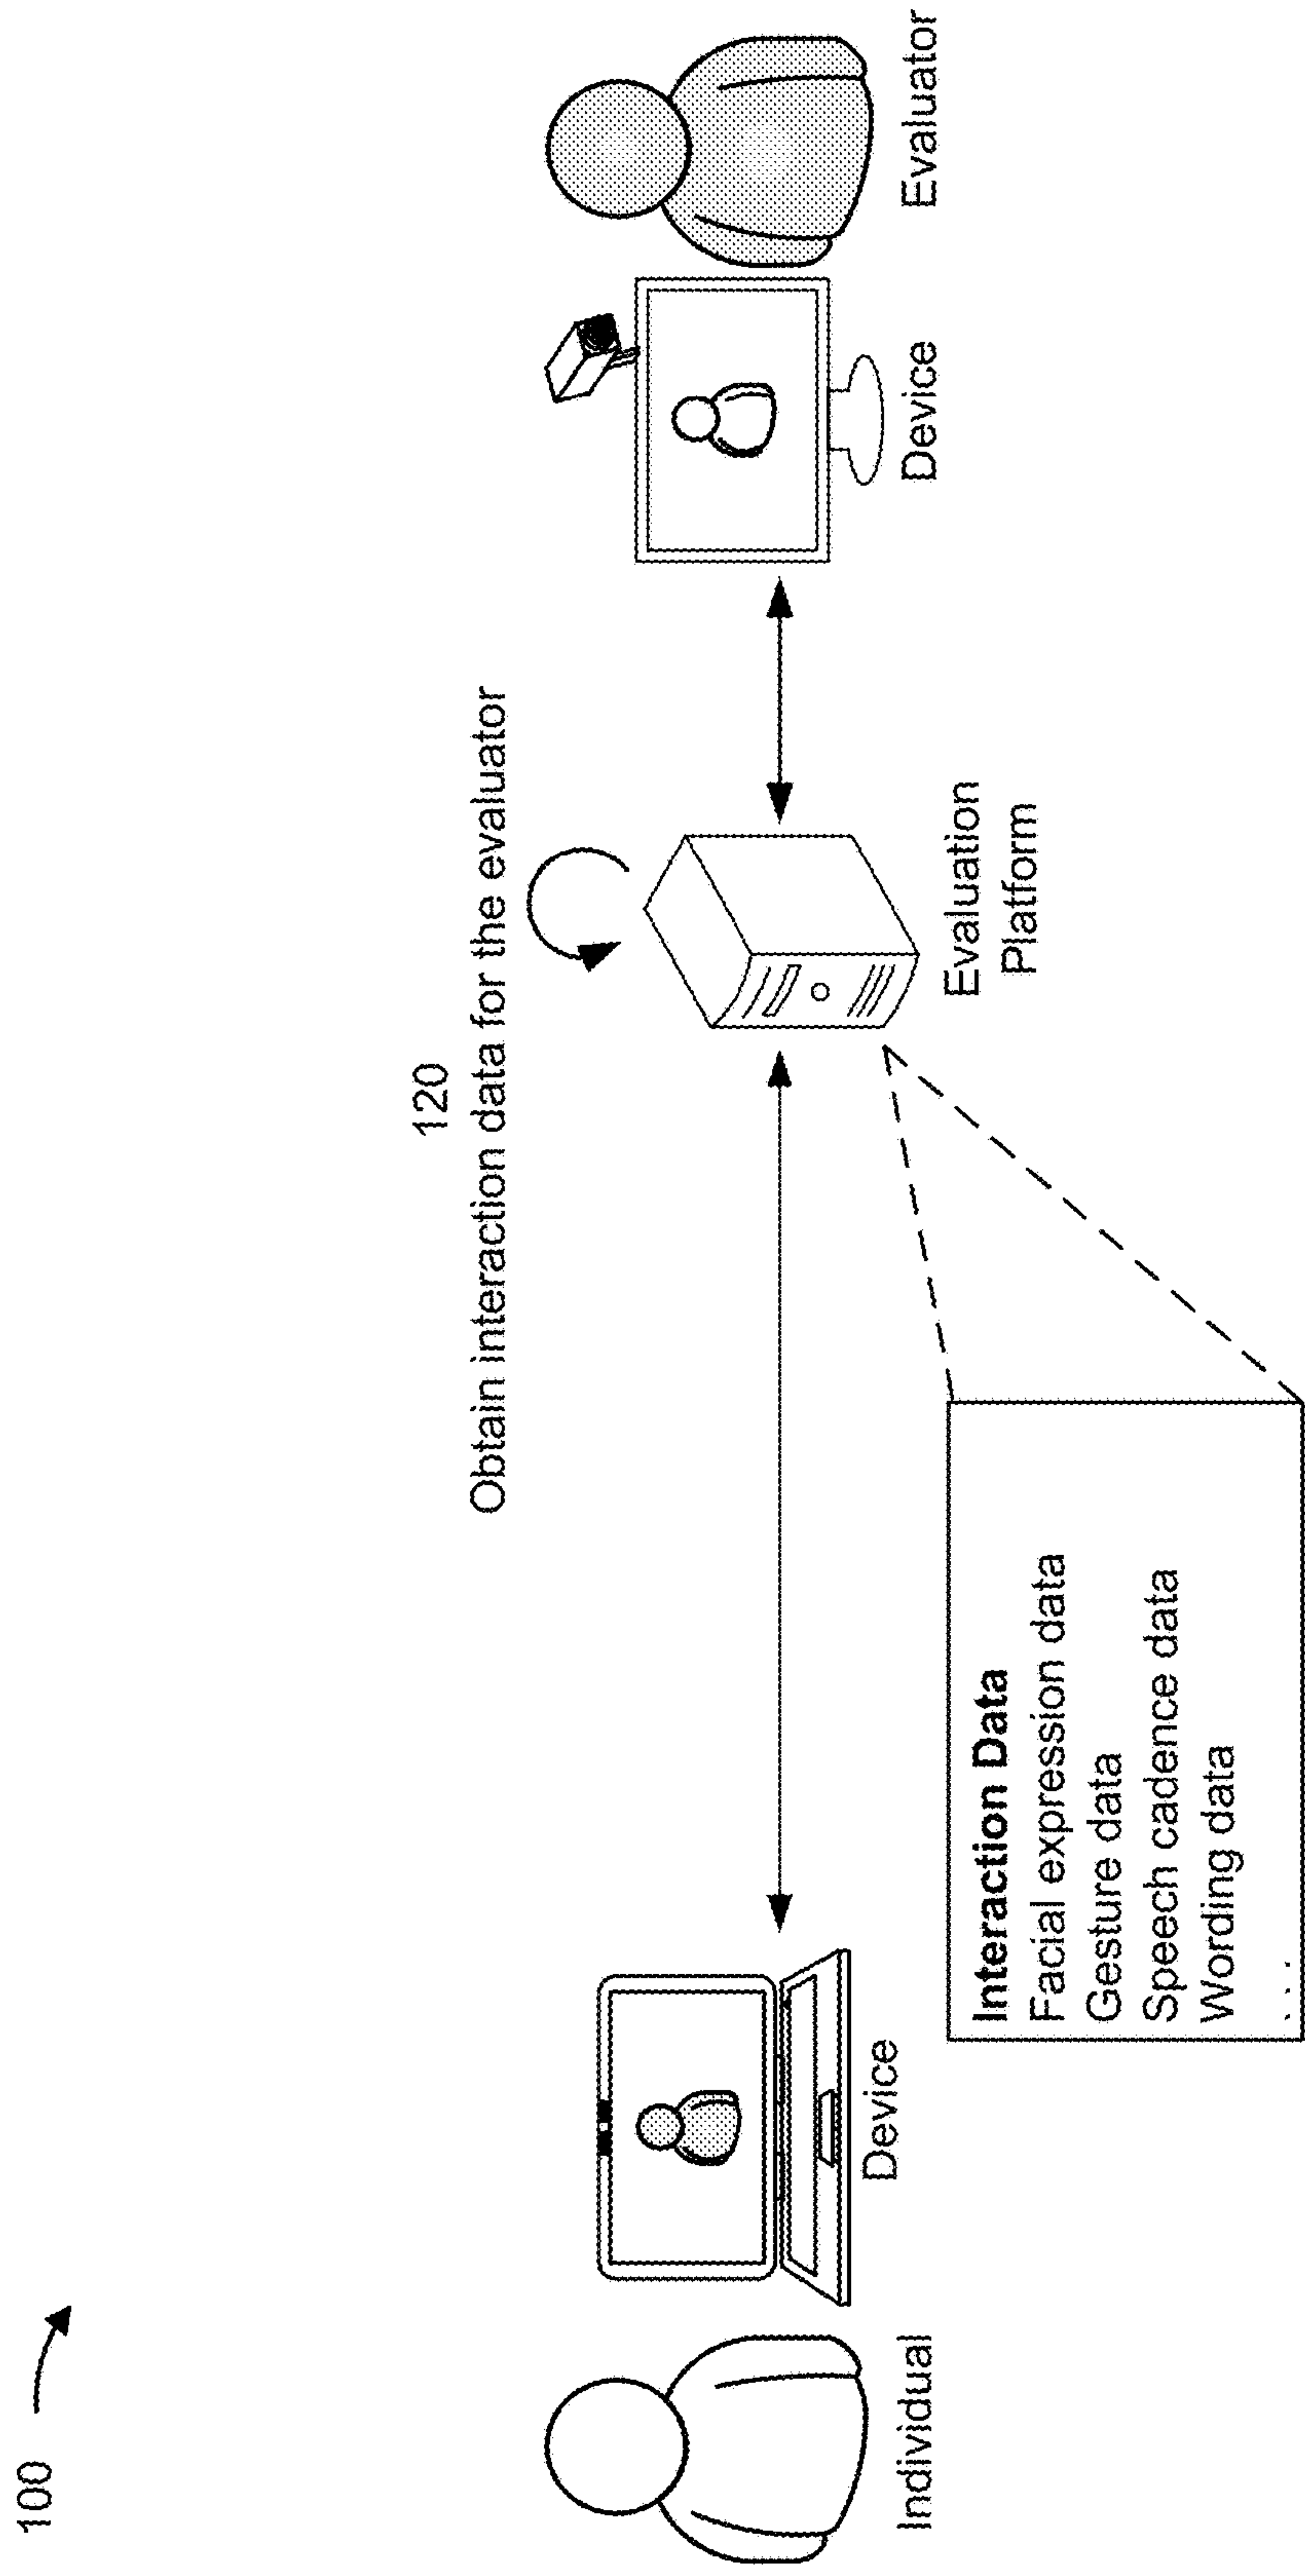 100
120
Obtain interaction data for the evaluator
Individual
Device
Evaluation
Platform
Device
Evaluator
Interaction Data
Facial expression data
Gesture data
Speech cadence data
Wording data
...